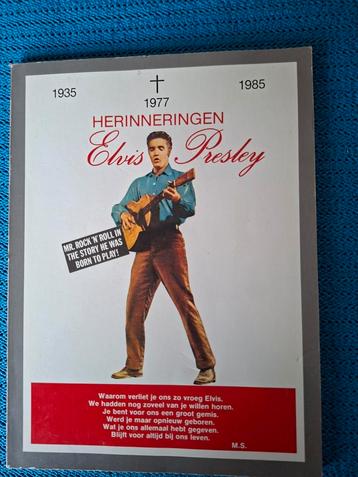 1935
1985
1977
HERINNERINGEN
Elvis Presley
MR. ROCK 'N' ROLL IN
THE STORY HE WAS
BORN TO PLAY!
Waarom verliet je ons zo vroeg Elvis.
We hadden nog zoveel van je willen horen.
Je bent voor ons een groot gemis.
Werd je maar opnieuw geboren.
Wat je ons allemaal hebt gegeven.
Blijft voor altijd bij ons leven.
M.S.